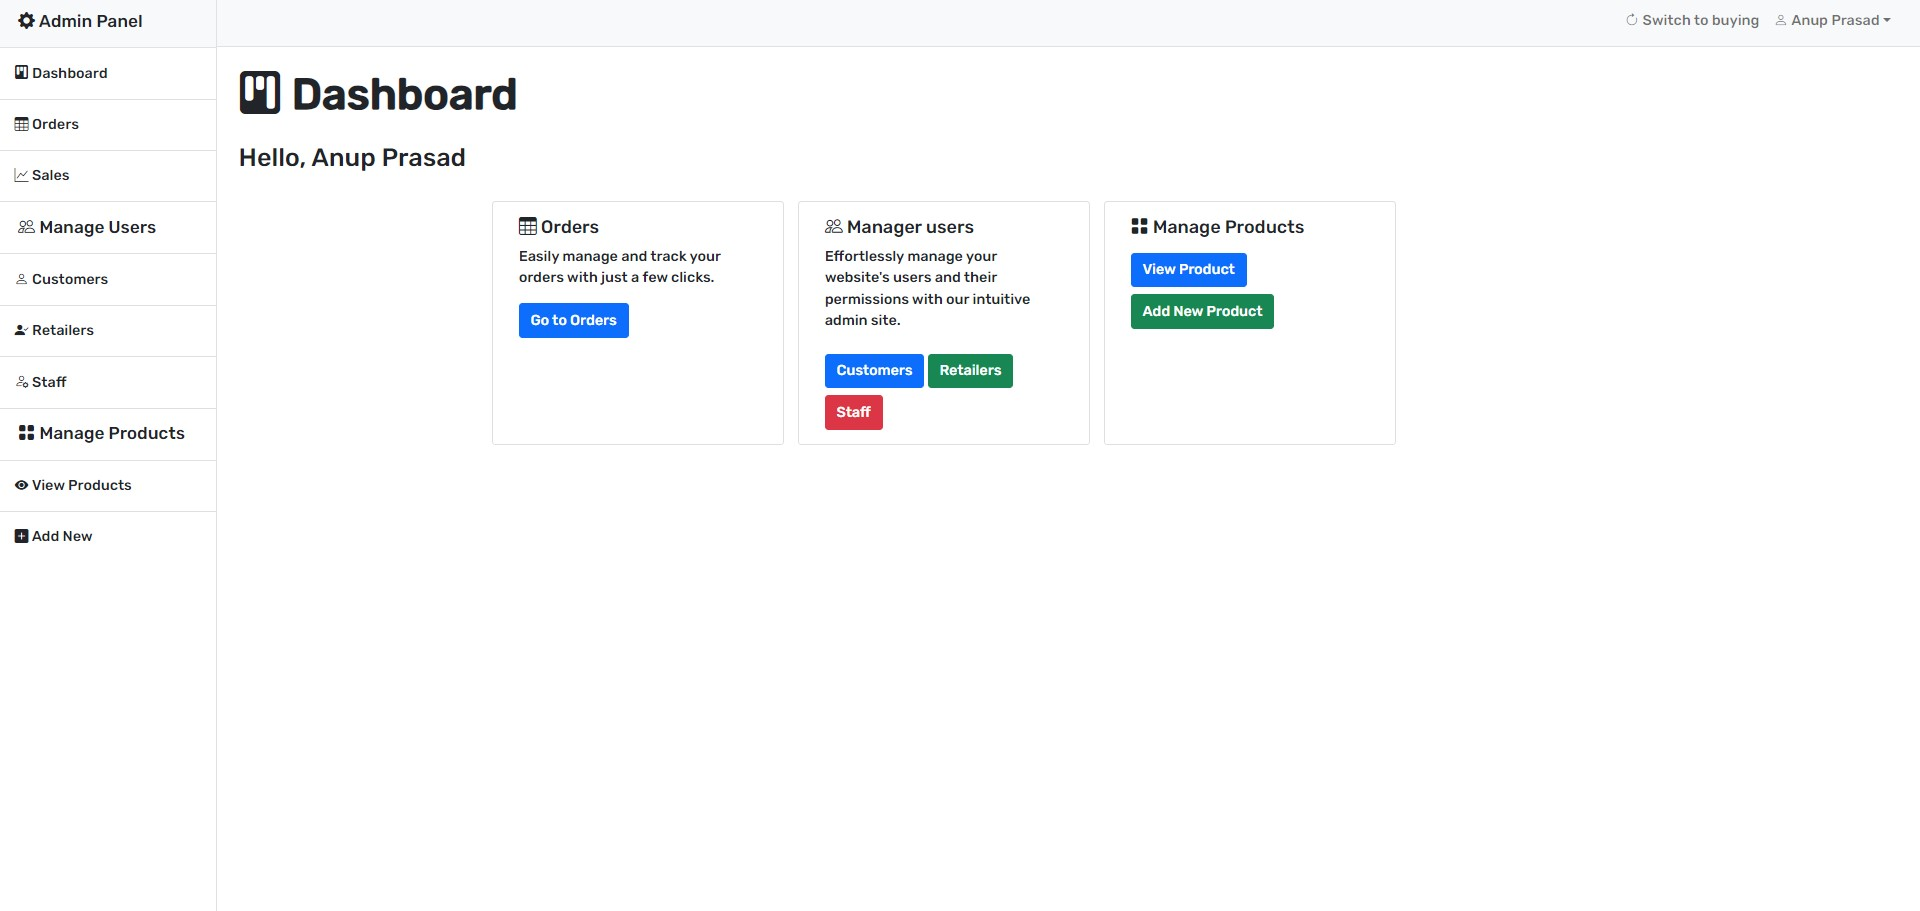 Admin Panel
Switch to buying
Anup Prasad
Dashboard
Orders
Sales
Manage Users
Customers
Retailers
Staff
Manage Products
View Products
Add New
Dashboard
Hello, Anup Prasad
Orders
Easily manage and track your
orders with just a few clicks.
Go to Orders
Manager users
Effortlessly manage your
website's users and their
permissions with our intuitive
admin site.
Customers Retailers
Staff
Manage Products
View Product
Add New Product